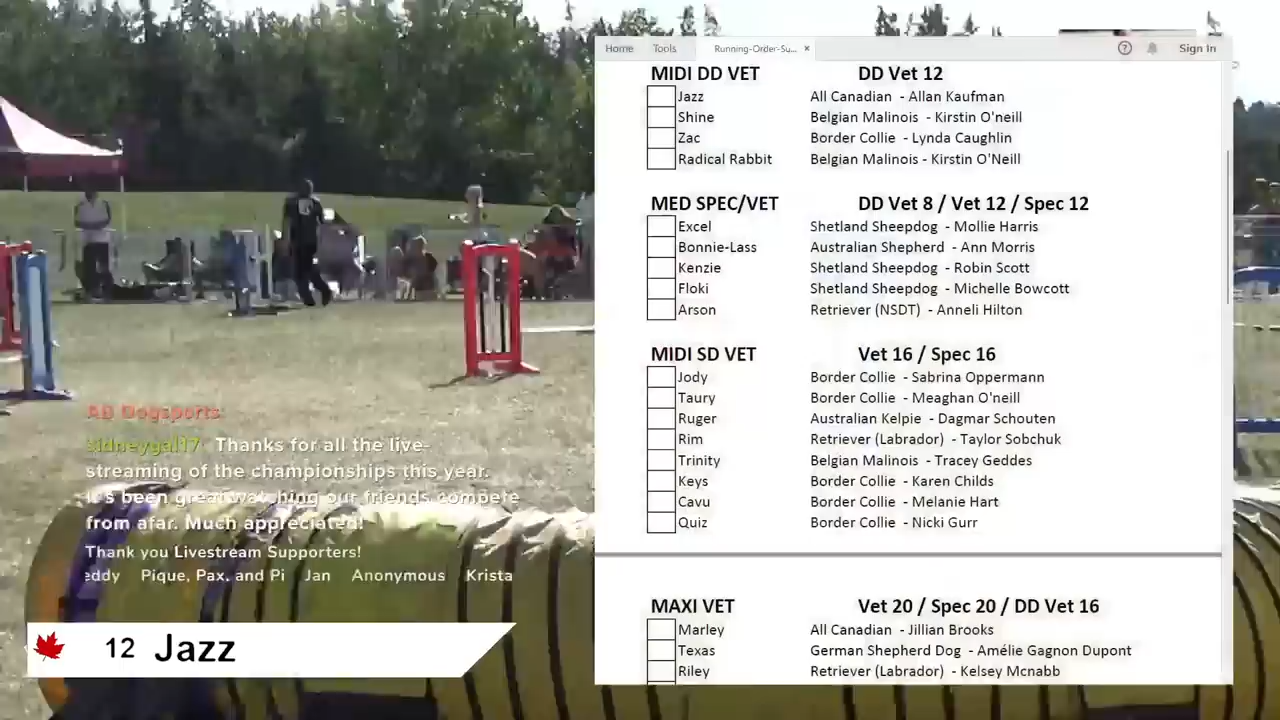 Home Tools Running-Order-Su... × ? Sign In
MIDI DD VET DD Vet 12
Jazz All Canadian - Allan Kaufman
Shine Belgian Malinois - Kirstin O'neill
Zac Border Collie - Lynda Caughlin
Radical Rabbit Belgian Malinois - Kirstin O'Neill
MED SPEC/VET DD Vet 8 / Vet 12 / Spec 12
Excel Shetland Sheepdog - Mollie Harris
Bonnie-Lass Australian Shepherd - Ann Morris
Kenzie Shetland Sheepdog - Robin Scott
Floki Shetland Sheepdog - Michelle Bowcott
Arson Retriever (NSDT) - Anneli Hilton
MIDI SD VET Vet 16 / Spec 16
Jody Border Collie - Sabrina Oppermann
Taury Border Collie - Meaghan O'neill
Ruger Australian Kelpie - Dagmar Schouten
Rim Retriever (Labrador) - Taylor Sobchuk
Trinity Belgian Malinois - Tracey Geddes
Keys Border Collie - Karen Childs
Cavu Border Collie - Melanie Hart
Quiz Border Collie - Nicki Gurr
MAXI VET Vet 20 / Spec 20 / DD Vet 16
Marley All Canadian - Jillian Brooks
Texas German Shepherd Dog - Amélie Gagnon Dupont
Riley Retriever (Labrador) - Kelsey Mcnabb
AB Dogsports
sidneygal17 Thanks for all the live-
streaming of the championships this year.
It's been great watching our friends compete
from afar. Much appreciated!
Thank you Livestream Supporters!
eddy Pique, Pax, and Pi Jan Anonymous Krista
12 Jazz